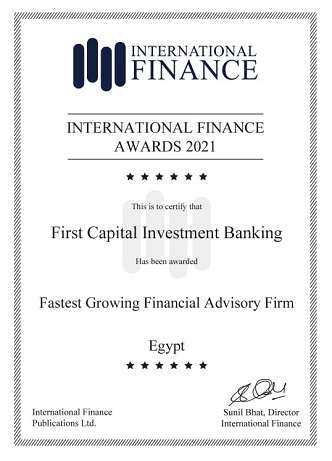 INTERNATIONAL
FINANCE
INTERNATIONAL FINANCE
AWARDS 2021
This is to certify that
First Capital Investment Banking
Has been awarded
Fastest Growing Financial Advisory Firm
Egypt
International Finance
Publications Ltd.
Sunil Bhat, Director
International Finance